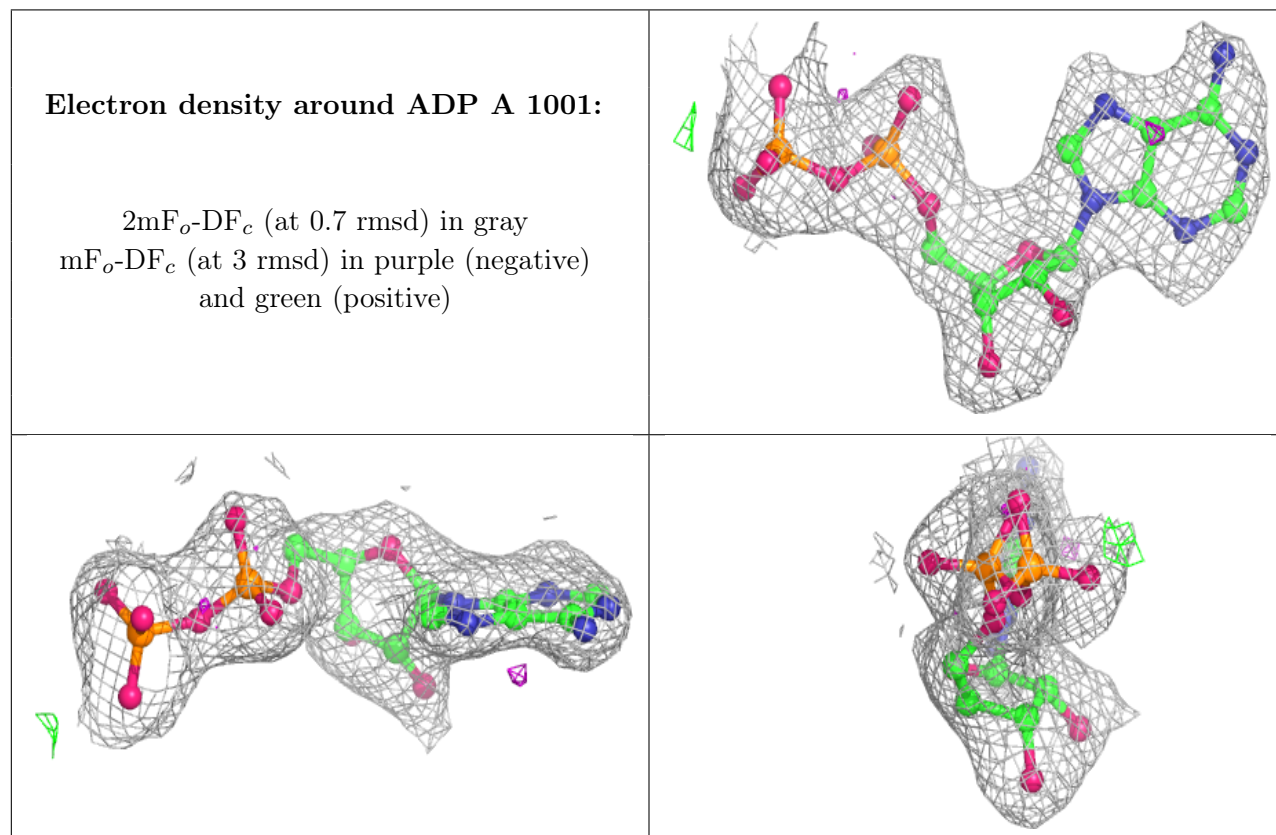 Electron density around ADP A 1001:
2mFo-DFc (at 0.7 rmsd) in gray
mFo-DFc (at 3 rmsd) in purple (negative)
and green (positive)